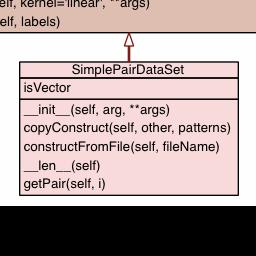 elf, kernel='linear', **args)
elf, labels)
SimplePairDataSet
isVector
__init__(self, arg, **args)
copyConstruct(self, other, patterns)
constructFromFile(self, fileName)
__len__(self)
getPair(self, i)